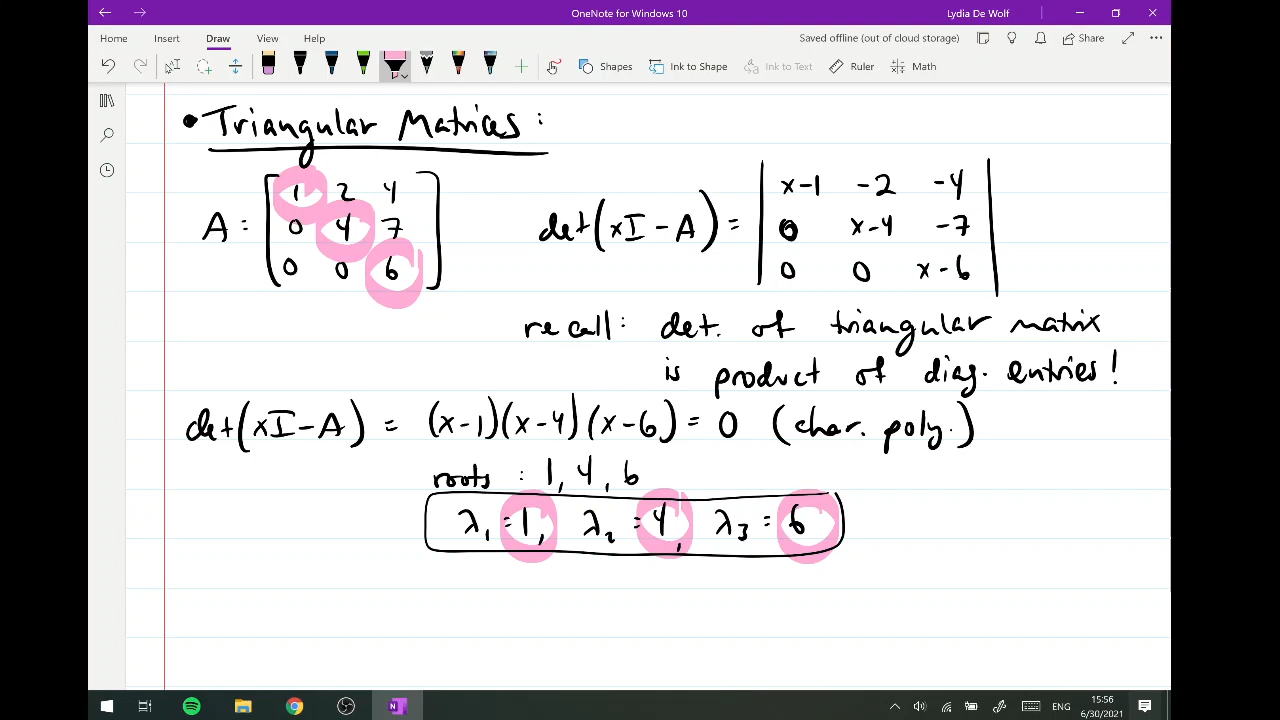 OneNote for Windows 10
Lydia De Wolf
Home Insert Draw View Help
Saved offline (out of cloud storage)
Share
Shapes Ink to Shape Ink to Text Ruler Math
• Triangular Matrices :
A = [ 1 2 4
0 4 7
0 0 6 ]
det(xI - A) = | x-1 -2 -4
0 x-4 -7
0 0 x-6 |
recall: det. of triangular matrix
is product of diag. entries!
det(xI-A) = (x-1)(x-4)(x-6) = 0 (char. poly.)
roots : 1, 4, 6
λ₁ = 1, λ₂ = 4, λ₃ = 6
ENG
15:56
6/30/2021